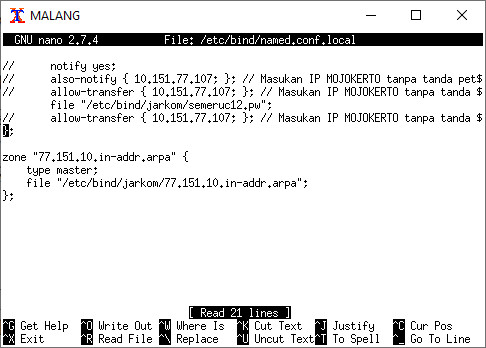 MALANG
GNU nano 2.7.4 File: /etc/bind/named.conf.local
// notify yes;
// also-notify { 10.151.77.107; }; // Masukan IP MOJOKERTO tanpa tanda pet$
// allow-transfer { 10.151.77.107; }; // Masukan IP MOJOKERTO tanpa tanda $
file "/etc/bind/jarkom/semeruc12.pw";
// allow-transfer { 10.151.77.107; }; // Masukan IP MOJOKERTO tanpa tanda $
};
zone "77.151.10.in-addr.arpa" {
type master;
file "/etc/bind/jarkom/77.151.10.in-addr.arpa";
};
[ Read 21 lines ]
^G Get Help ^O Write Out ^W Where Is ^K Cut Text ^J Justify ^C Cur Pos
^X Exit ^R Read File ^\ Replace ^U Uncut Text ^T To Spell ^_ Go To Line